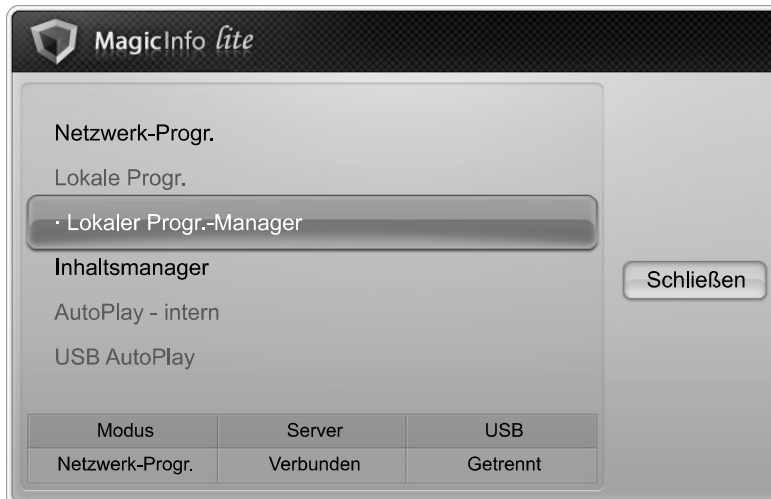 MagicInfo lite
Netzwerk-Progr.
Lokale Progr.
· Lokaler Progr.-Manager
Inhaltsmanager
AutoPlay - intern
USB AutoPlay
Schließen
Modus Server USB
Netzwerk-Progr. Verbunden Getrennt